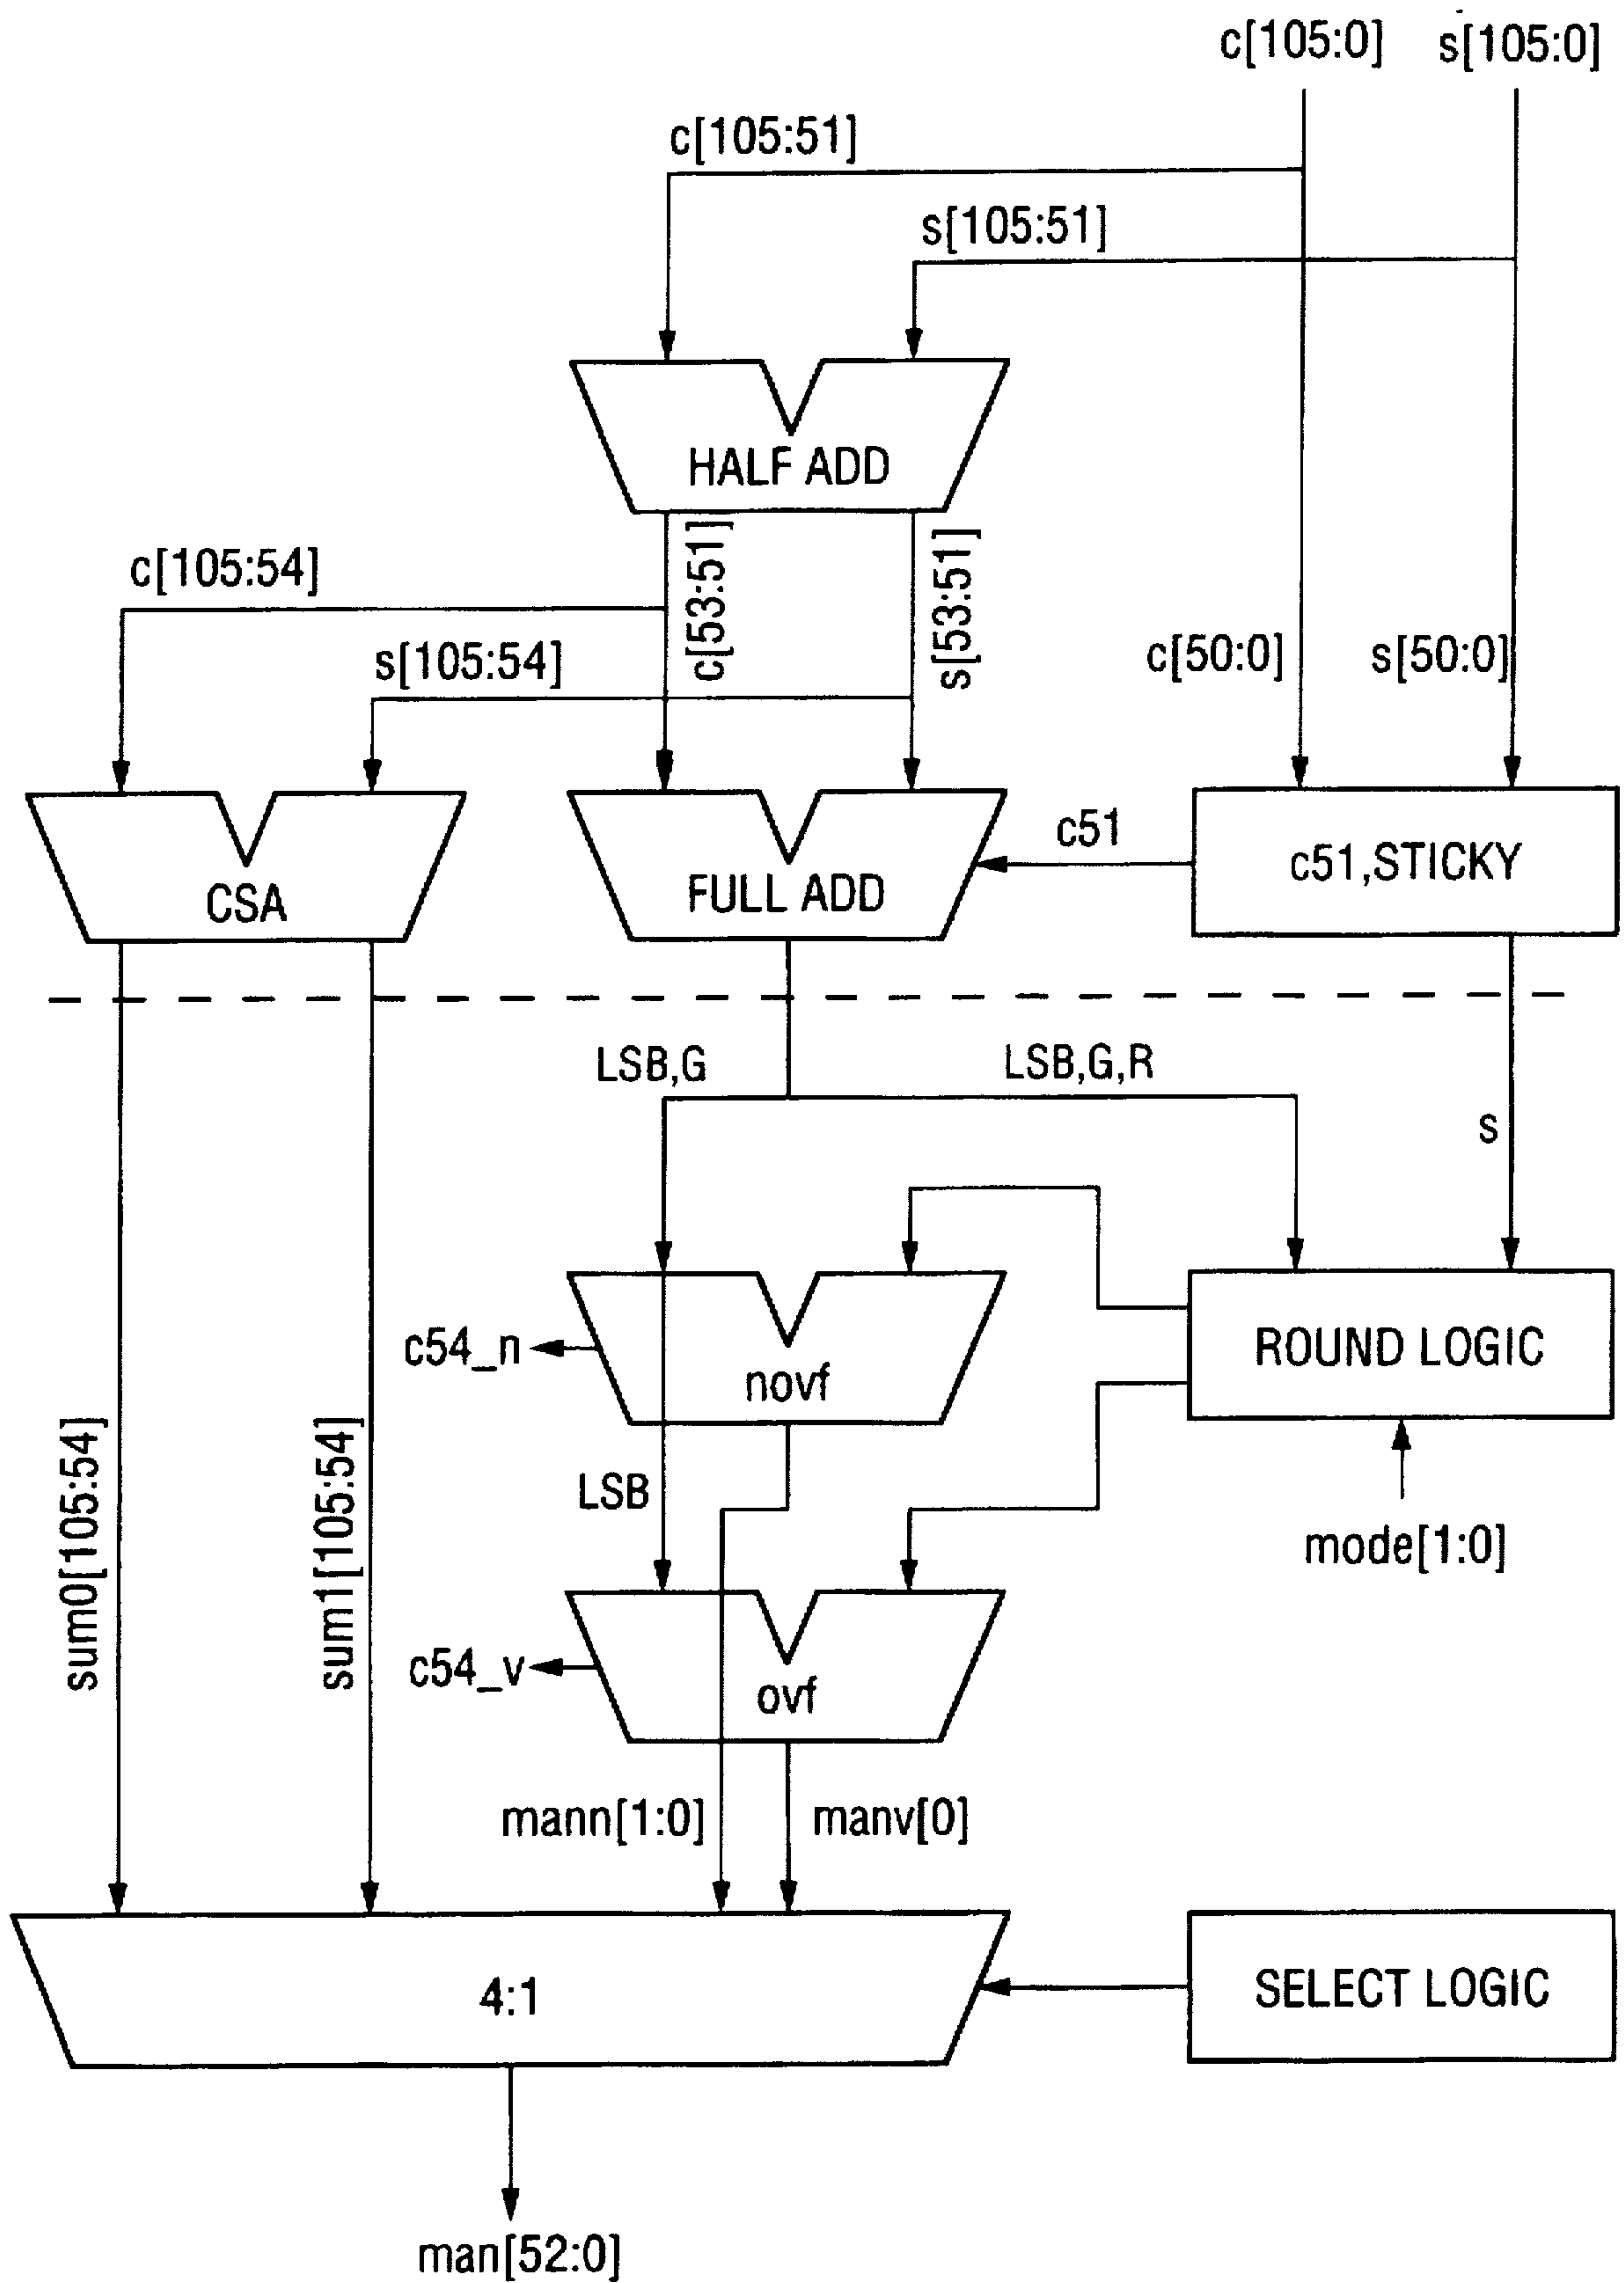 c[105:0]
s[105:0]
c[105:51]
s[105:51]
HALF ADD
c[105:54]
c[53:51]
s[53:51]
s[105:54]
c[50:0]
s[50:0]
CSA
FULL ADD
c51
c51,STICKY
LSB,G
LSB,G,R
s
c54_n
novf
ROUND LOGIC
sum0[105:54]
sum1[105:54]
LSB
mode[1:0]
c54_v
ovf
mann[1:0]
manv[0]
4:1
SELECT LOGIC
man[52:0]